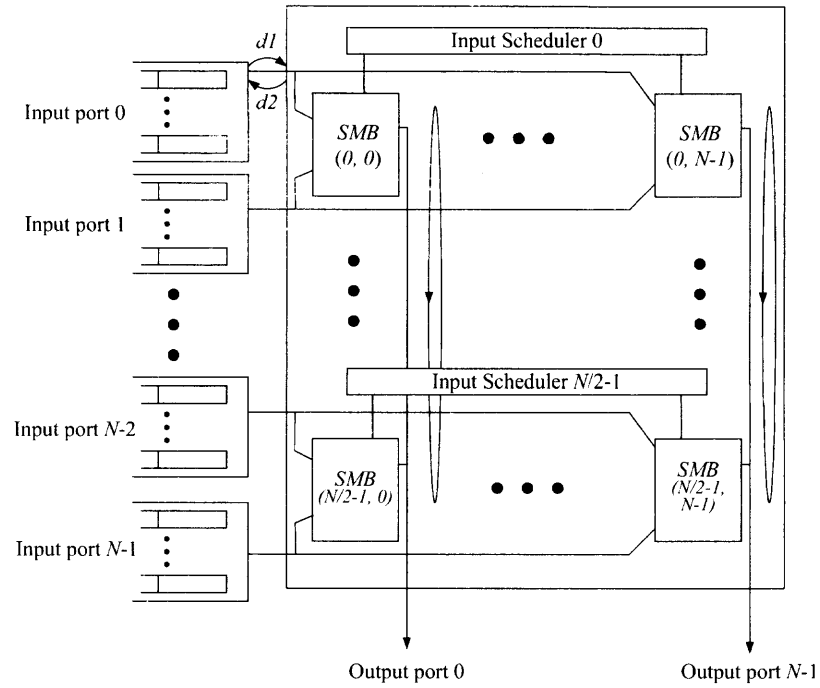 d1
Input Scheduler 0
d2
Input port 0
SMB
(0, 0)
SMB
(0, N-1)
Input port 1
Input Scheduler N/2-1
Input port N-2
SMB
(N/2-1, 0)
SMB
(N/2-1,
N-1)
Input port N-1
Output port 0
Output port N-1